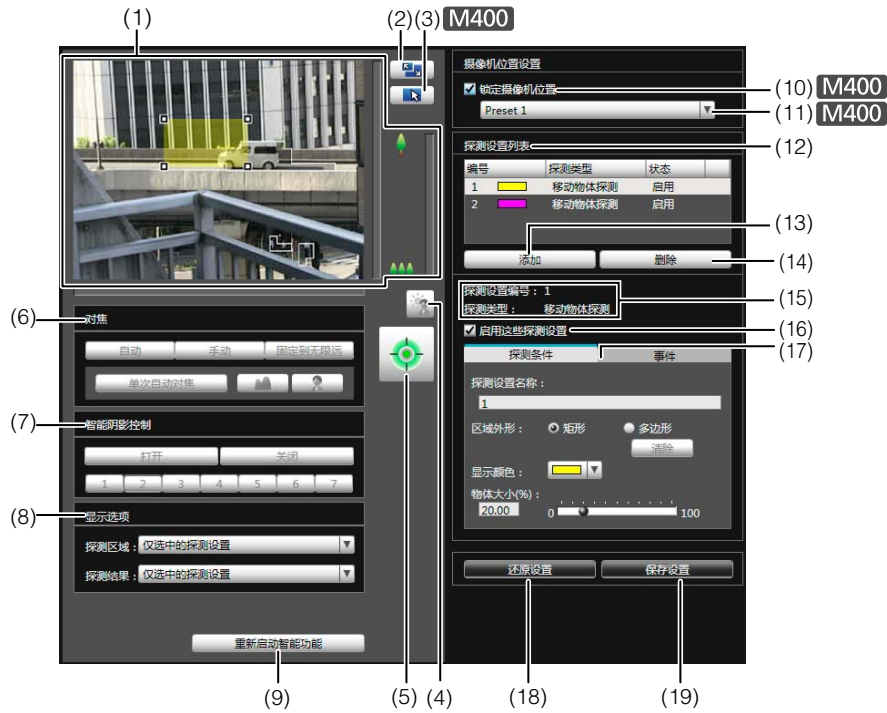 (1)
(2)(3) M400
摄像机位置设置
锁定摄像机位置
(10) M400
Preset 1
(11) M400
探测设置列表
(12)
编号 探测类型 状态
1 移动物体探测 启用
2 移动物体探测 启用
(13)
添加 删除
(14)
探测设置编号: 1
探测类型: 移动物体探测
(15)
启用这些探测设置
(16)
(17)
探测条件 事件
探测设置名称:
1
区域外形: 矩形 多边形
清除
显示颜色:
物体大小(%):
20.00 0 100
还原设置 保存设置
(6)
对焦
自动 手动 固定到无限远
单次自动对焦
(7)
智能阴影控制
打开 关闭
1 2 3 4 5 6 7
(8)
显示选项
探测区域: 仅选中的探测设置
探测结果: 仅选中的探测设置
重新启动智能功能
(9)
(5) (4)
(18)
(19)